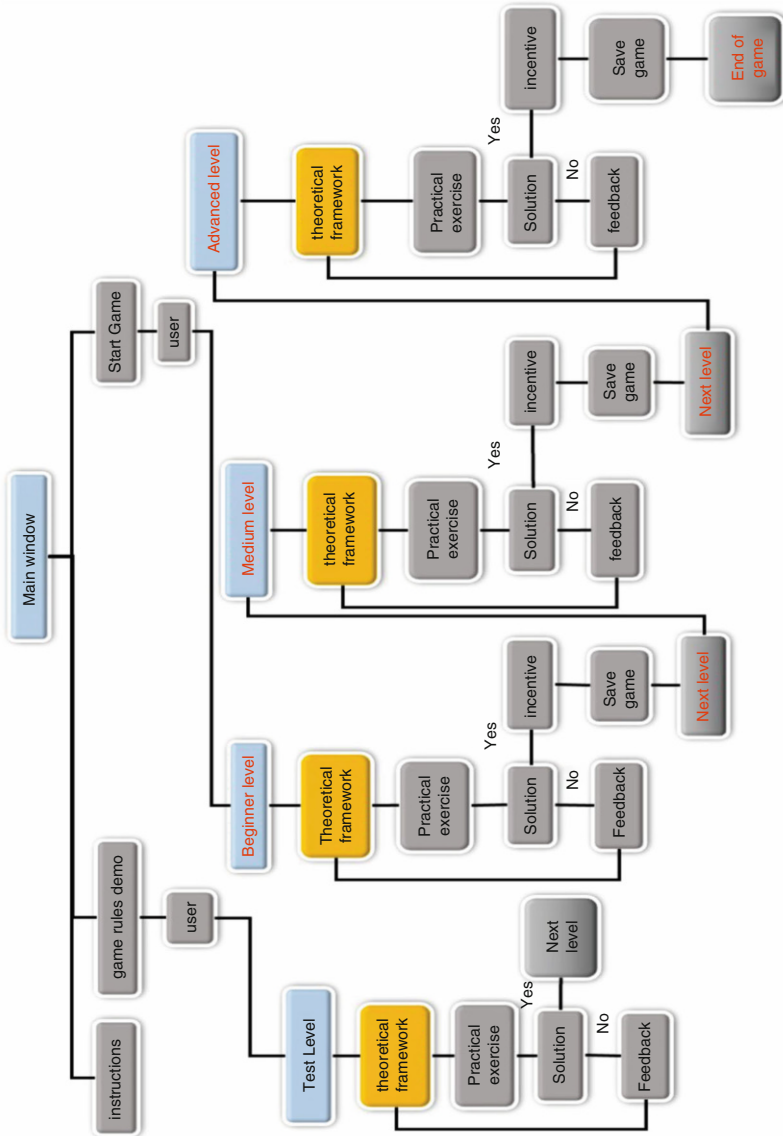 Main window
instructions
game rules demo
user
Start Game
user
Test Level
theoretical
framework
Practical
exercise
Solution
Yes
Next
level
No
Feedback
Beginner level
Theoretical
framework
Practical
exercise
Solution
Yes
incentive
Save
game
Next level
No
Feedback
Medium level
theoretical
framework
Practical
exercise
Solution
Yes
incentive
Save
game
Next level
No
feedback
Advanced level
theoretical
framework
Practical
exercise
Solution
Yes
incentive
Save
game
End of
game
No
feedback